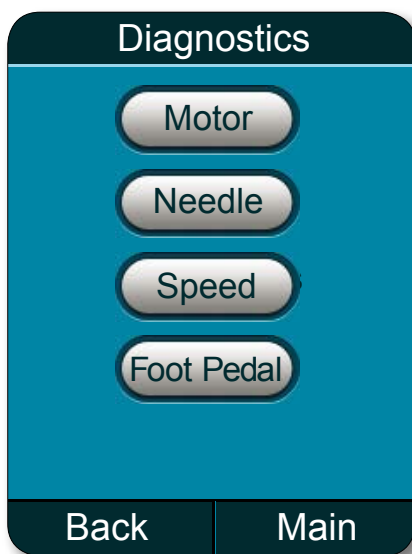 Diagnostics
Motor
Needle
Speed
Foot Pedal
Back Main